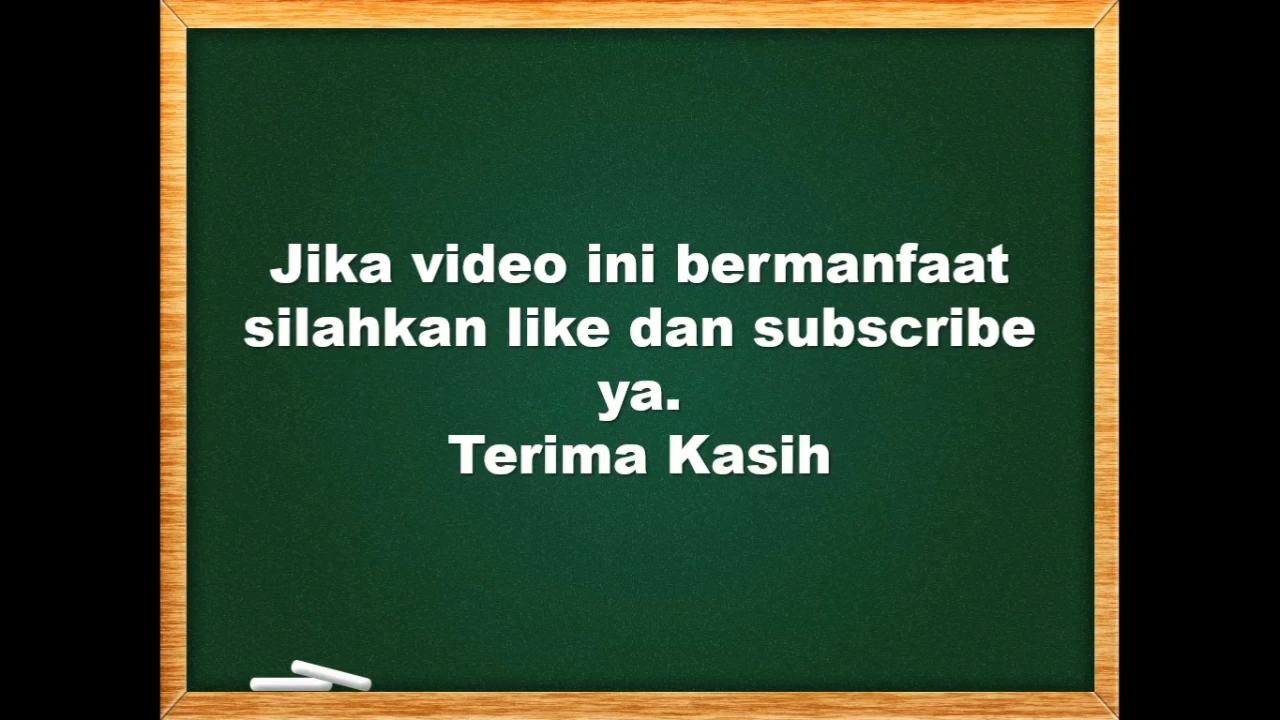 Jika video ini bermanfaat
silahkan like dan subscribe
ya.
Terima Kasih